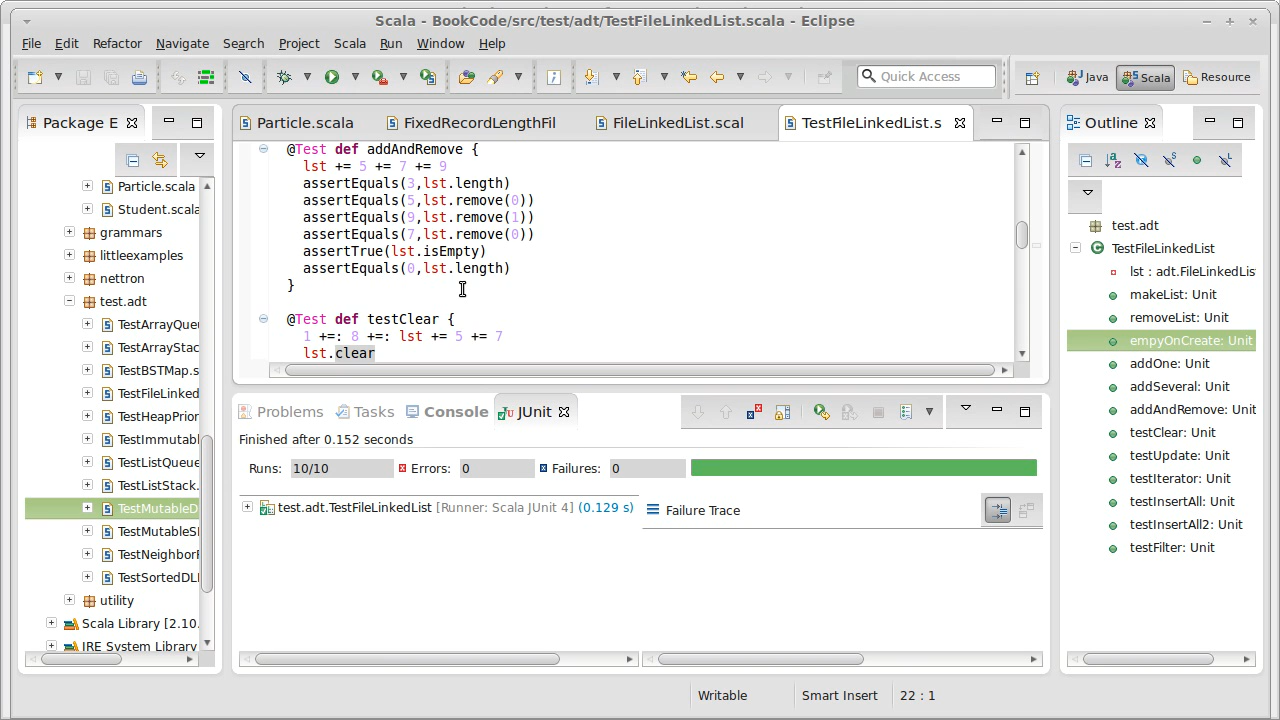 Scala - BookCode/src/test/adt/TestFileLinkedList.scala - Eclipse
File Edit Refactor Navigate Search Project Scala Run Window Help
Quick Access
Java
Scala
Resource
Package E
Particle.scala
Student.scala
grammars
littleexamples
nettron
test.adt
TestArrayQue
TestArrayStac
TestBSTMap.s
TestFileLinked
TestHeapPrior
TestImmutabl
TestListQueue
TestListStack.
TestMutableD
TestMutableSl
TestNeighborF
TestSortedDLI
utility
Scala Library [2.10.
JRE System Library
Particle.scala FixedRecordLengthFil FileLinkedList.scal TestFileLinkedList.s
@Test def addAndRemove {
lst += 5 += 7 += 9
assertEquals(3,lst.length)
assertEquals(5,lst.remove(0))
assertEquals(9,lst.remove(1))
assertEquals(7,lst.remove(0))
assertTrue(lst.isEmpty)
assertEquals(0,lst.length)
}
@Test def testClear {
1 +=: 8 +=: lst += 5 += 7
lst.clear
Problems Tasks Console JUnit
Finished after 0.152 seconds
Runs: 10/10 Errors: 0 Failures: 0
test.adt.TestFileLinkedList [Runner: Scala JUnit 4] (0.129 s)
Failure Trace
Outline
test.adt
TestFileLinkedList
lst : adt.FileLinkedLis
makeList: Unit
removeList: Unit
empyOnCreate: Unit
addOne: Unit
addSeveral: Unit
addAndRemove: Unit
testClear: Unit
testUpdate: Unit
testIterator: Unit
testInsertAll: Unit
testInsertAll2: Unit
testFilter: Unit
Writable Smart Insert 22 : 1